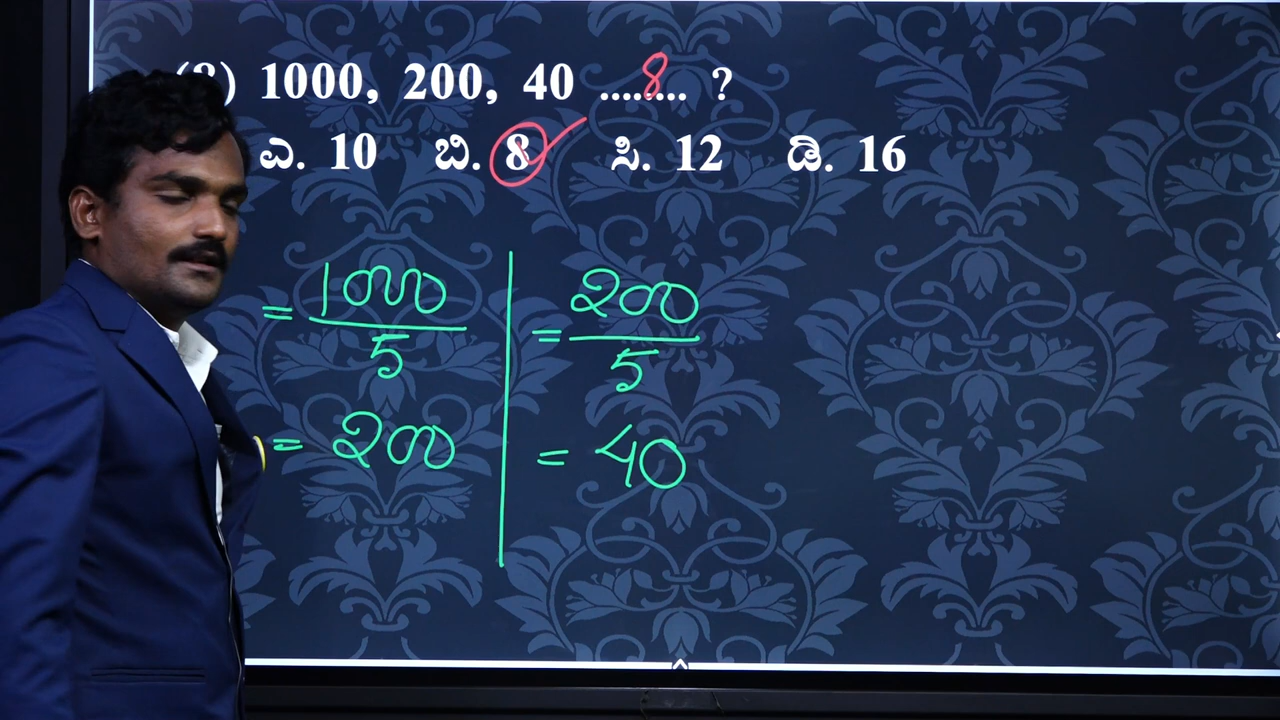 ) 1000, 200, 40 ....8.... ?
ಎ. 10 ಬಿ. 8 ಸಿ. 12 ಡಿ. 16
= 1000/5
= 200
= 200/5
= 40